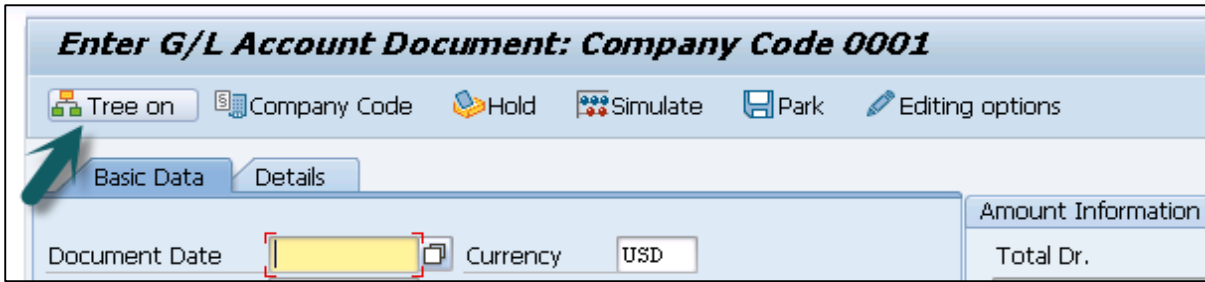 Enter G/L Account Document: Company Code 0001
Tree on Company Code Hold Simulate Park Editing options
Basic Data Details
Amount Information
Document Date Currency USD Total Dr.